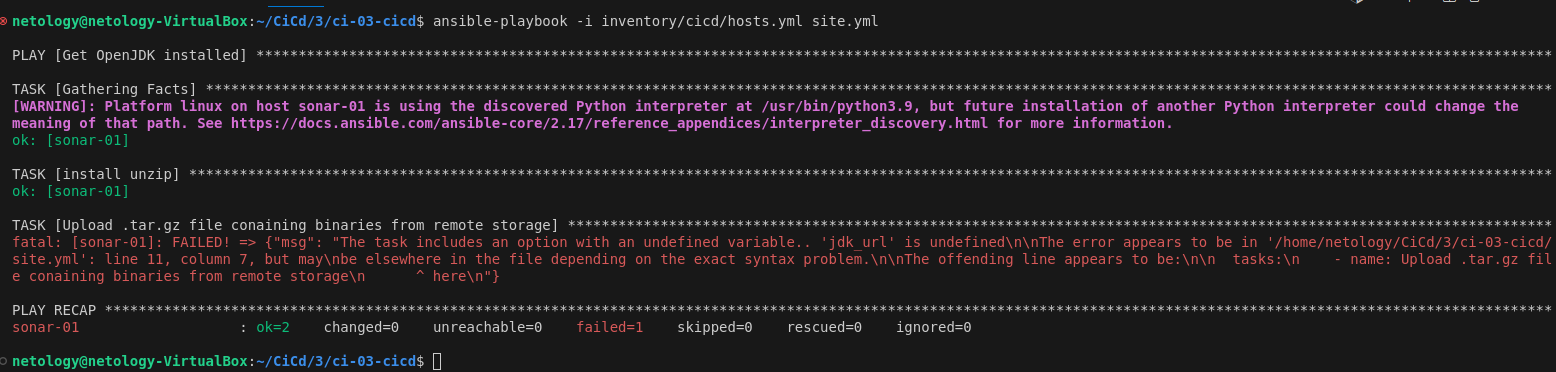 netology@netology-VirtualBox:~/CiCd/3/ci-03-cicd$ ansible-playbook -i inventory/cicd/hosts.yml site.yml
PLAY [Get OpenJDK installed] ****************************************************************************************************************************************************************
TASK [Gathering Facts] **********************************************************************************************************************************************************************
[WARNING]: Platform linux on host sonar-01 is using the discovered Python interpreter at /usr/bin/python3.9, but future installation of another Python interpreter could change the
meaning of that path. See https://docs.ansible.com/ansible-core/2.17/reference_appendices/interpreter_discovery.html for more information.
ok: [sonar-01]
TASK [install unzip] ************************************************************************************************************************************************************************
ok: [sonar-01]
TASK [Upload .tar.gz file conaining binaries from remote storage] ***************************************************************************************************************************
fatal: [sonar-01]: FAILED! => {"msg": "The task includes an option with an undefined variable.. 'jdk_url' is undefined\n\nThe error appears to be in '/home/netology/CiCd/3/ci-03-cicd/
site.yml': line 11, column 7, but may\nbe elsewhere in the file depending on the exact syntax problem.\n\nThe offending line appears to be:\n\n  tasks:\n    - name: Upload .tar.gz fil
e conaining binaries from remote storage\n      ^ here\n"}
PLAY RECAP **********************************************************************************************************************************************************************************
sonar-01                   : ok=2    changed=0    unreachable=0    failed=1    skipped=0    rescued=0    ignored=0
netology@netology-VirtualBox:~/CiCd/3/ci-03-cicd$